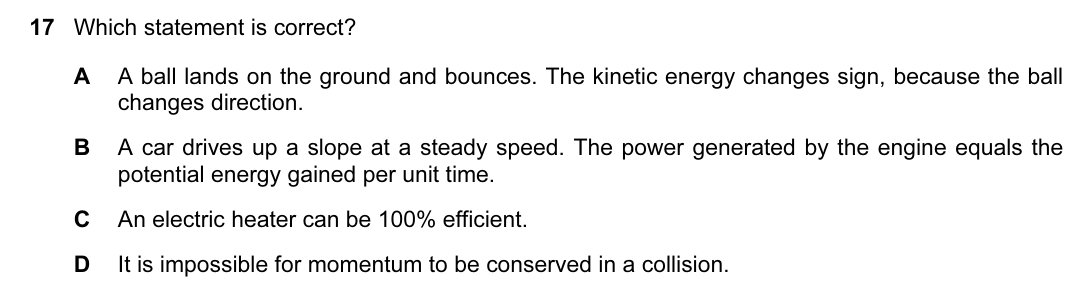 17 Which statement is correct?
A A ball lands on the ground and bounces. The kinetic energy changes sign, because the ball
changes direction.
B A car drives up a slope at a steady speed. The power generated by the engine equals the
potential energy gained per unit time.
C An electric heater can be 100% efficient.
D It is impossible for momentum to be conserved in a collision.